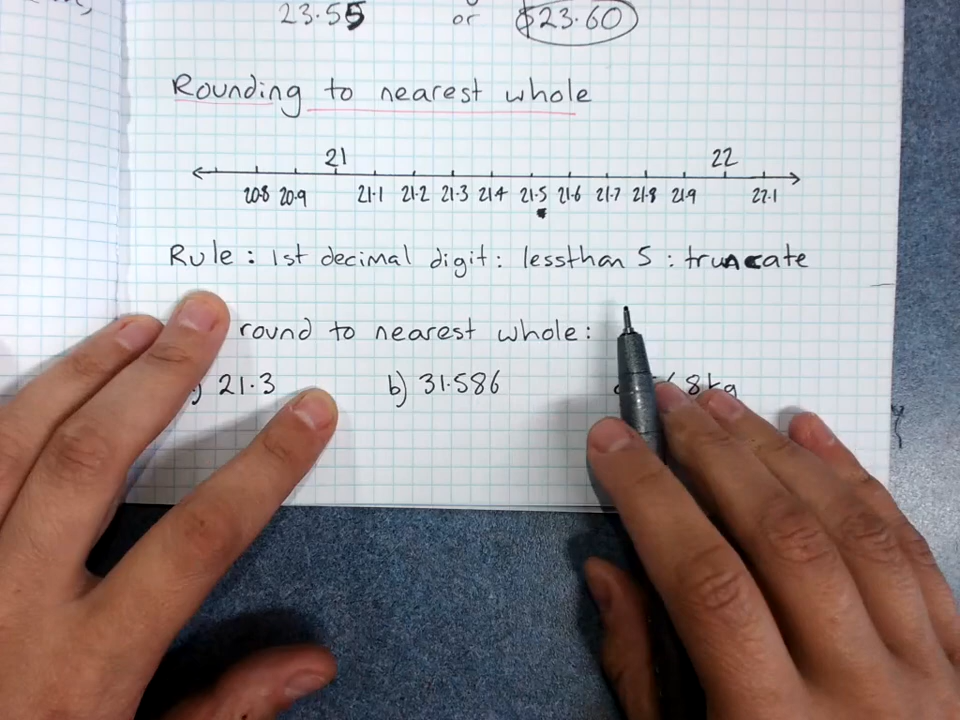 23.55 or $23.60
Rounding to nearest whole
21 22
20.8 20.9 21.1 21.2 21.3 21.4 21.5 21.6 21.7 21.8 21.9 22.1
Rule : 1st decimal digit : lessthan 5 : truncate
round to nearest whole:
) 21.3 b) 31.586 8kg